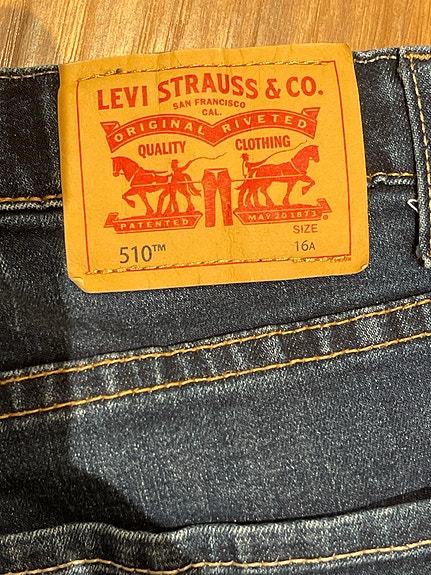 LEVI STRAUSS & CO.
SAN FRANCISCO
CAL.
ORIGINAL RIVETED
QUALITY CLOTHING
PATENTED MAY 20 1873
SIZE
510™ 16A